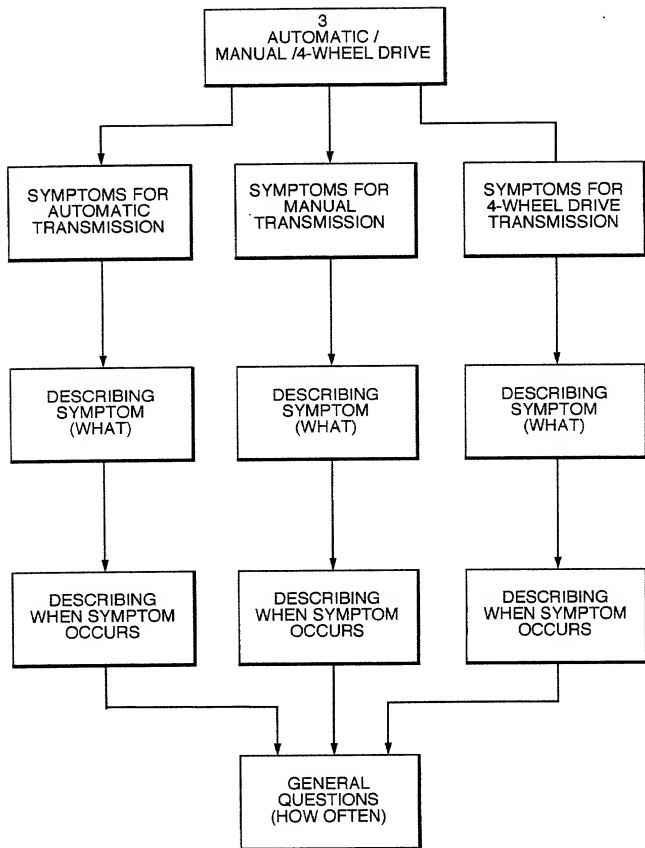 3
AUTOMATIC /
MANUAL /4-WHEEL DRIVE
SYMPTOMS FOR
AUTOMATIC
TRANSMISSION
SYMPTOMS FOR
MANUAL
TRANSMISSION
SYMPTOMS FOR
4-WHEEL DRIVE
TRANSMISSION
DESCRIBING
SYMPTOM
(WHAT)
DESCRIBING
SYMPTOM
(WHAT)
DESCRIBING
SYMPTOM
(WHAT)
DESCRIBING
WHEN SYMPTOM
OCCURS
DESCRIBING
WHEN SYMPTOM
OCCURS
DESCRIBING
WHEN SYMPTOM
OCCURS
GENERAL
QUESTIONS
(HOW OFTEN)